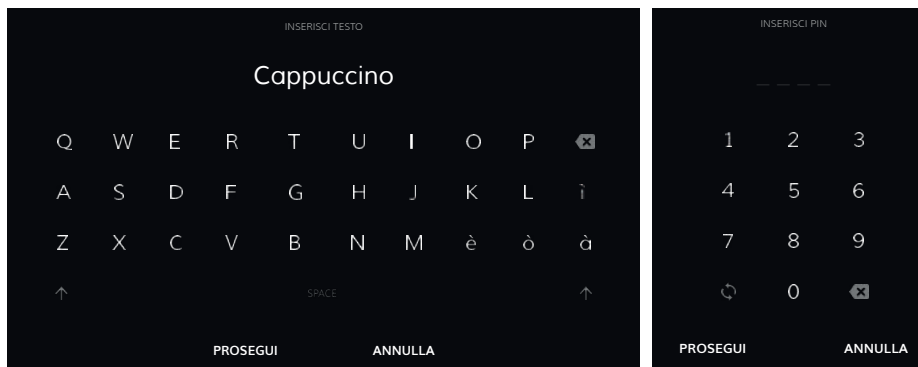 INSERISCI TESTO
Cappuccino
Q W E R T U I O P
A S D F G H J K L ì
Z X C V B N M è ò à
SPACE
PROSEGUI ANNULLA
INSERISCI PIN
_ _ _ _
1 2 3
4 5 6
7 8 9
0
PROSEGUI ANNULLA